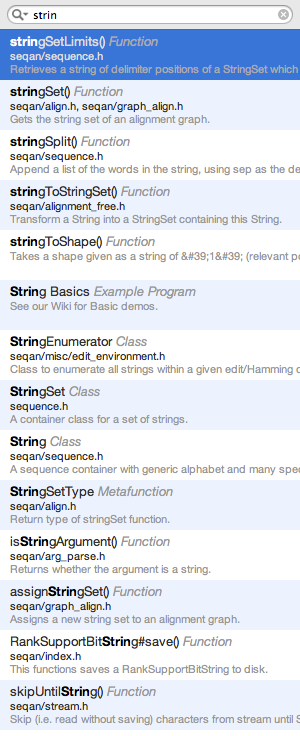 strin
stringSetLimits() Function
seqan/sequence.h
Retrieves a string of delimiter positions of a StringSet which
stringSet() Function
seqan/align.h, seqan/graph_align.h
Gets the string set of an alignment graph.
stringSplit() Function
seqan/sequence.h
Append a list of the words in the string, using sep as the de
stringToStringSet() Function
seqan/alignment_free.h
Transform a String into a StringSet containing this String.
stringToShape() Function
Takes a shape given as a string of &#39;1&#39; (relevant po
String Basics Example Program
See our Wiki for Basic demos.
StringEnumerator Class
seqan/misc/edit_environment.h
Class to enumerate all strings within a given edit/Hamming d
StringSet Class
sequence.h
A container class for a set of strings.
String Class
seqan/sequence.h
A sequence container with generic alphabet and many spec
StringSetType Metafunction
seqan/align.h
Return type of stringSet function.
isStringArgument() Function
seqan/arg_parse.h
Returns whether the argument is a string.
assignStringSet() Function
seqan/graph_align.h
Assigns a new string set to an alignment graph.
RankSupportBitString#save() Function
seqan/index.h
This functions saves a RankSupportBitString to disk.
skipUntilString() Function
seqan/stream.h
Skip (i.e. read without saving) characters from stream until S